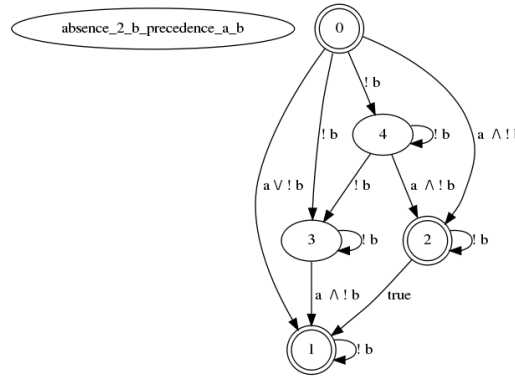 absence_2_b_precedence_a_b
0
! b
! b
a ∧ !
4
! b
a ∨ ! b
! b
a ∧ ! b
3
! b
2
! b
a ∧ ! b
true
1
! b